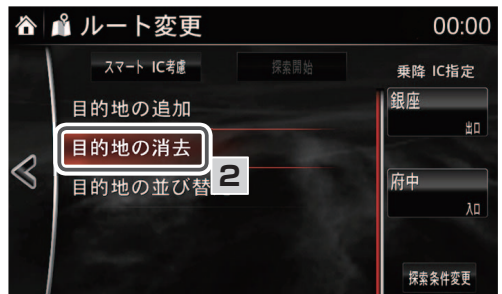 ルート変更 00:00
スマート IC考慮 探索開始 乗降 IC指定
目的地の追加
銀座
出口
目的地の消去
2
目的地の並び替
府中
入口
探索条件変更